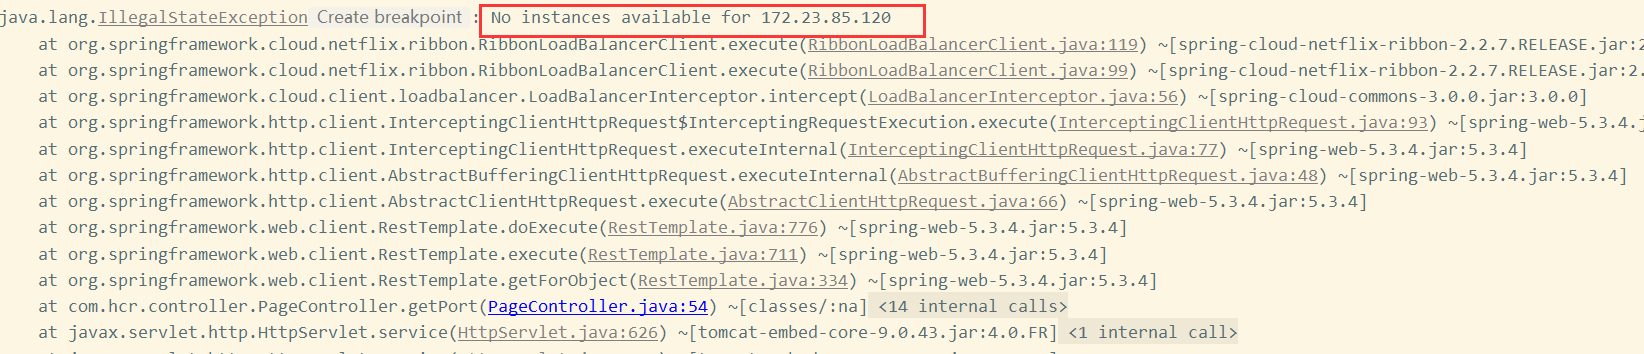 java.lang.IllegalStateException Create breakpoint : No instances available for 172.23.85.120
at org.springframework.cloud.netflix.ribbon.RibbonLoadBalancerClient.execute(RibbonLoadBalancerClient.java:119) ~[spring-cloud-netflix-ribbon-2.2.7.RELEASE.jar:2
at org.springframework.cloud.netflix.ribbon.RibbonLoadBalancerClient.execute(RibbonLoadBalancerClient.java:99) ~[spring-cloud-netflix-ribbon-2.2.7.RELEASE.jar:2.
at org.springframework.cloud.client.loadbalancer.LoadBalancerInterceptor.intercept(LoadBalancerInterceptor.java:56) ~[spring-cloud-commons-3.0.0.jar:3.0.0]
at org.springframework.http.client.InterceptingClientHttpRequest$InterceptingRequestExecution.execute(InterceptingClientHttpRequest.java:93) ~[spring-web-5.3.4.j
at org.springframework.http.client.InterceptingClientHttpRequest.executeInternal(InterceptingClientHttpRequest.java:77) ~[spring-web-5.3.4.jar:5.3.4]
at org.springframework.http.client.AbstractBufferingClientHttpRequest.executeInternal(AbstractBufferingClientHttpRequest.java:48) ~[spring-web-5.3.4.jar:5.3.4]
at org.springframework.http.client.AbstractClientHttpRequest.execute(AbstractClientHttpRequest.java:66) ~[spring-web-5.3.4.jar:5.3.4]
at org.springframework.web.client.RestTemplate.doExecute(RestTemplate.java:776) ~[spring-web-5.3.4.jar:5.3.4]
at org.springframework.web.client.RestTemplate.execute(RestTemplate.java:711) ~[spring-web-5.3.4.jar:5.3.4]
at org.springframework.web.client.RestTemplate.getForObject(RestTemplate.java:334) ~[spring-web-5.3.4.jar:5.3.4]
at com.hcr.controller.PageController.getPort(PageController.java:54) ~[classes/:na] <14 internal calls>
at javax.servlet.http.HttpServlet.service(HttpServlet.java:626) ~[tomcat-embed-core-9.0.43.jar:4.0.FR] <1 internal call>